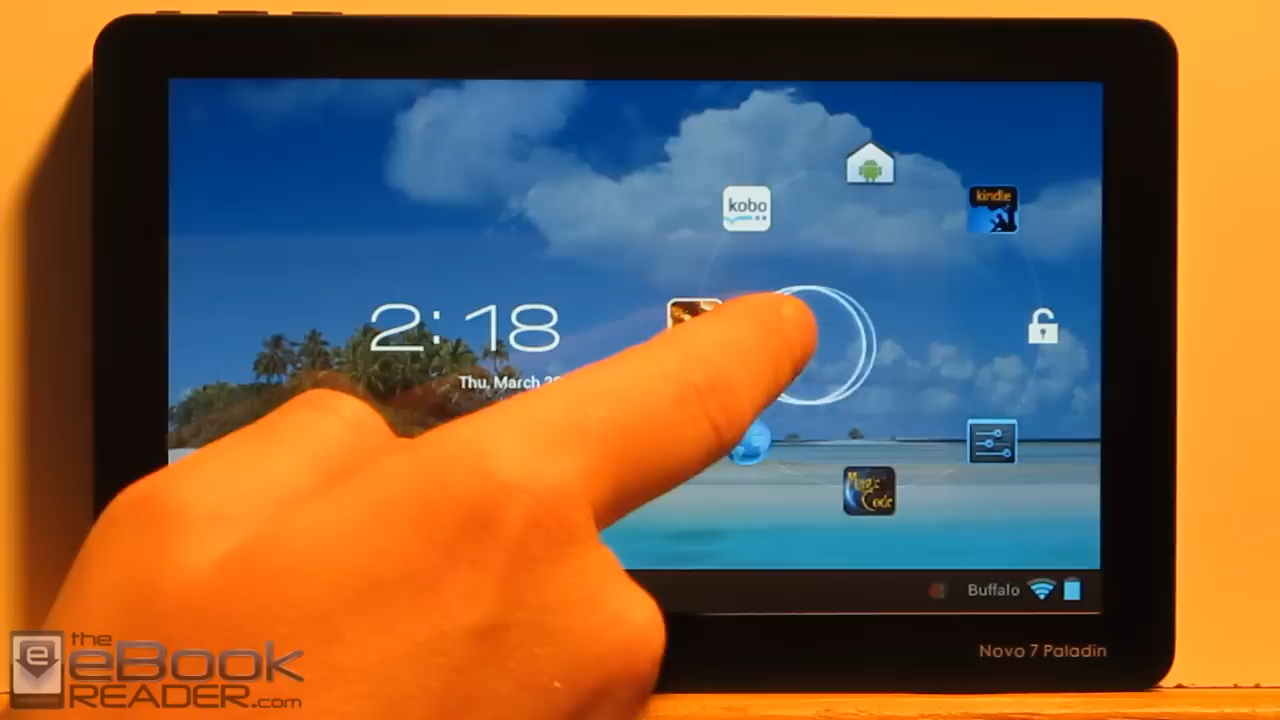 kindle
kobo
2:18
Thu, March
Magic
Code
Buffalo
Novo 7 Paladin
e
the
eBook
READER.com